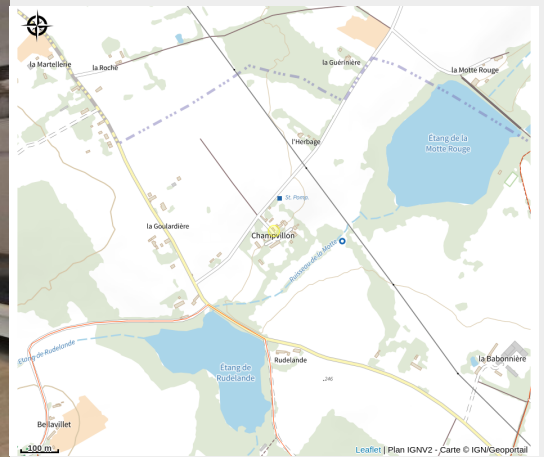 la Martellerie
la Roche
la Guérinière
la Motte Rouge
Étang de la
Motte Rouge
l'Herbage
St. Pomp.
la Goulardière
Champvillon
Ruisseau de la Motte
Étang de Rudelande
Étang de
Rudelande
Rudelande
246
la Babonnière
Bellavillet
100 m
Leaflet | Plan IGNV2 - Carte © IGN/Geoportail